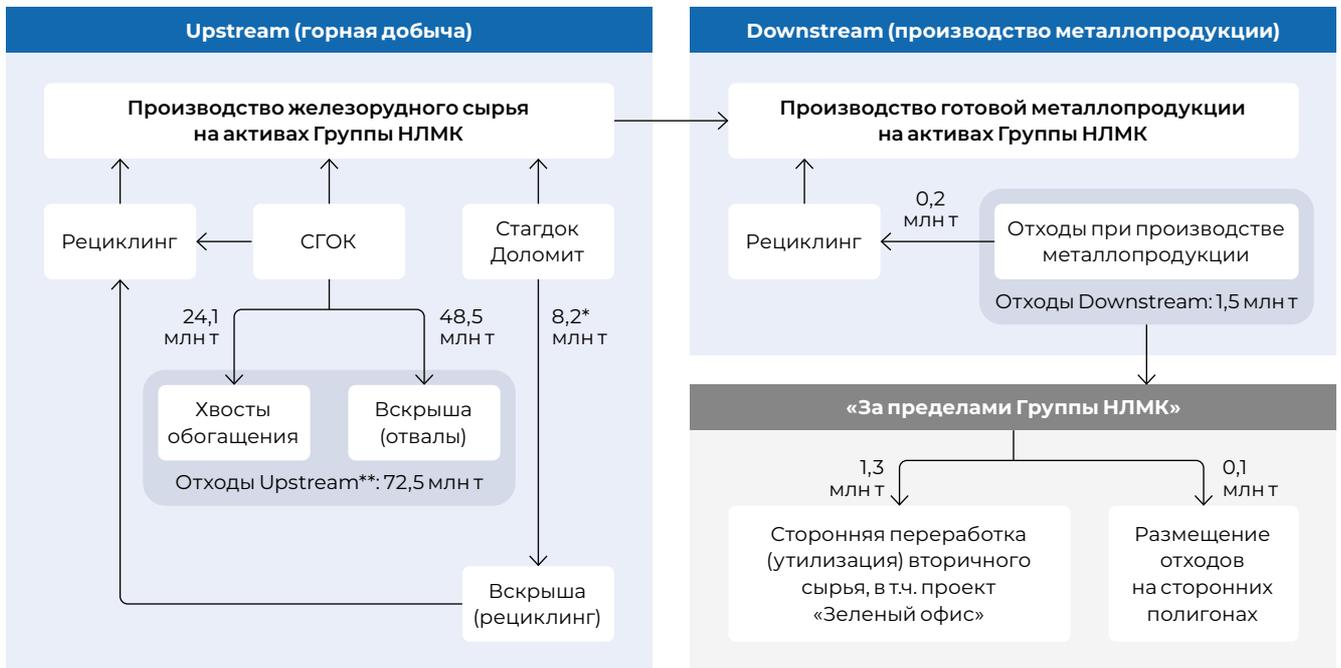 Upstream (горная добыча)
Производство железорудного сырья
на активах Группы НЛМК
Рециклинг
СГОК
Стагдок
Доломит
24,1
млн т
48,5
млн т
8,2*
млн т
Хвосты
обогащения
Вскрыша
(отвалы)
Отходы Upstream**: 72,5 млн т
Вскрыша
(рециклинг)
Downstream (производство металлопродукции)
Производство готовой металлопродукции
на активах Группы НЛМК
Рециклинг
0,2
млн т
Отходы при производстве
металлопродукции
Отходы Downstream: 1,5 млн т
«За пределами Группы НЛМК»
1,3
млн т
0,1
млн т
Сторонняя переработка
(утилизация) вторичного
сырья, в т.ч. проект
«Зеленый офис»
Размещение
отходов
на сторонних
полигонах